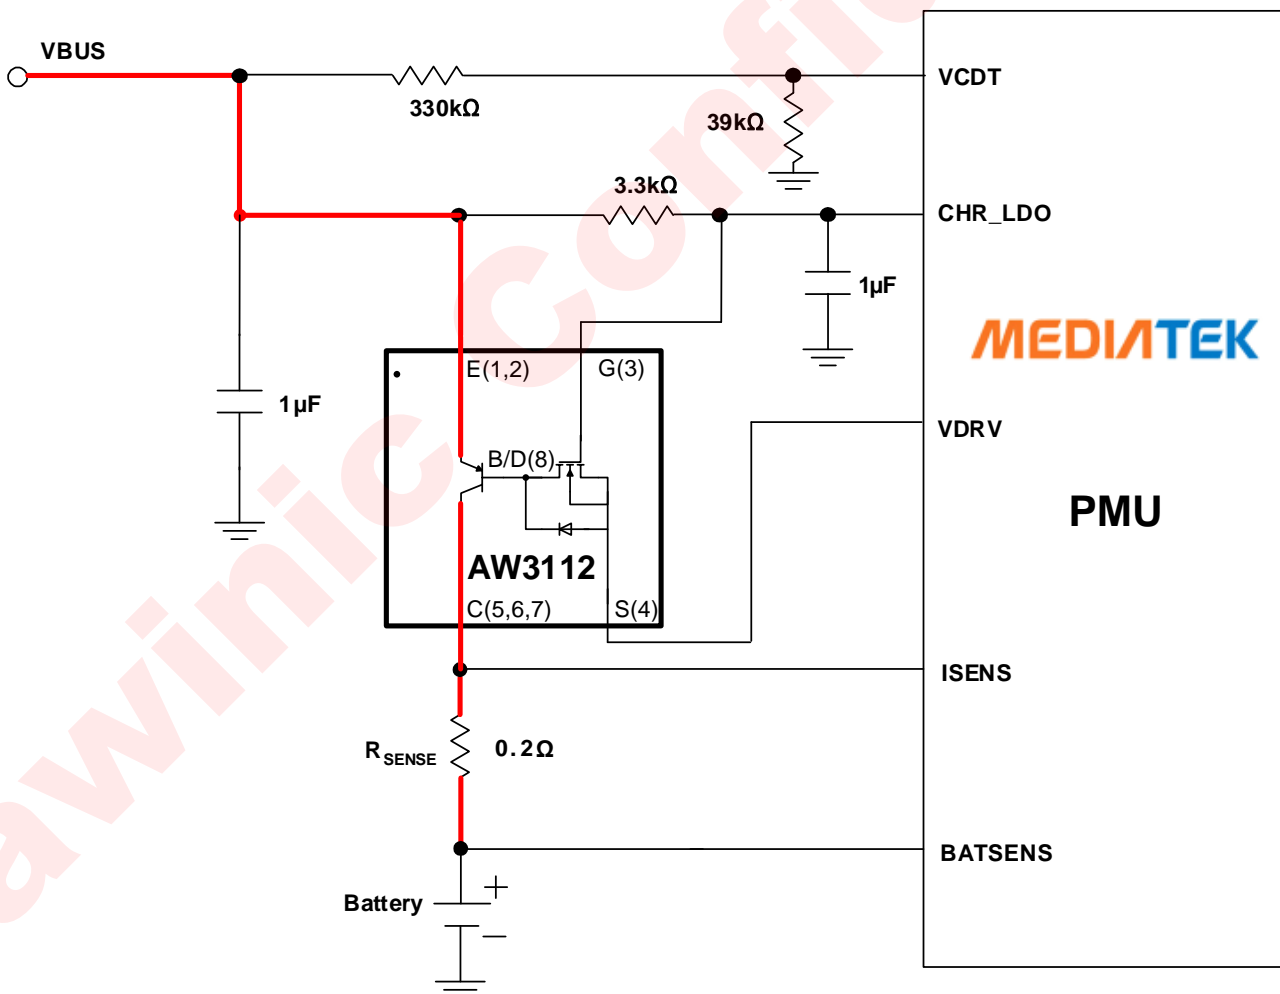 awinic Confi
VBUS
VCDT
330kΩ
39kΩ
3.3kΩ
CHR_LDO
1µF
MEDIATEK
E(1,2)
G(3)
1µF
VDRV
B/D(8)
PMU
AW3112
C(5,6,7)
S(4)
ISENS
RSENSE
0.2Ω
BATSENS
+
Battery
−